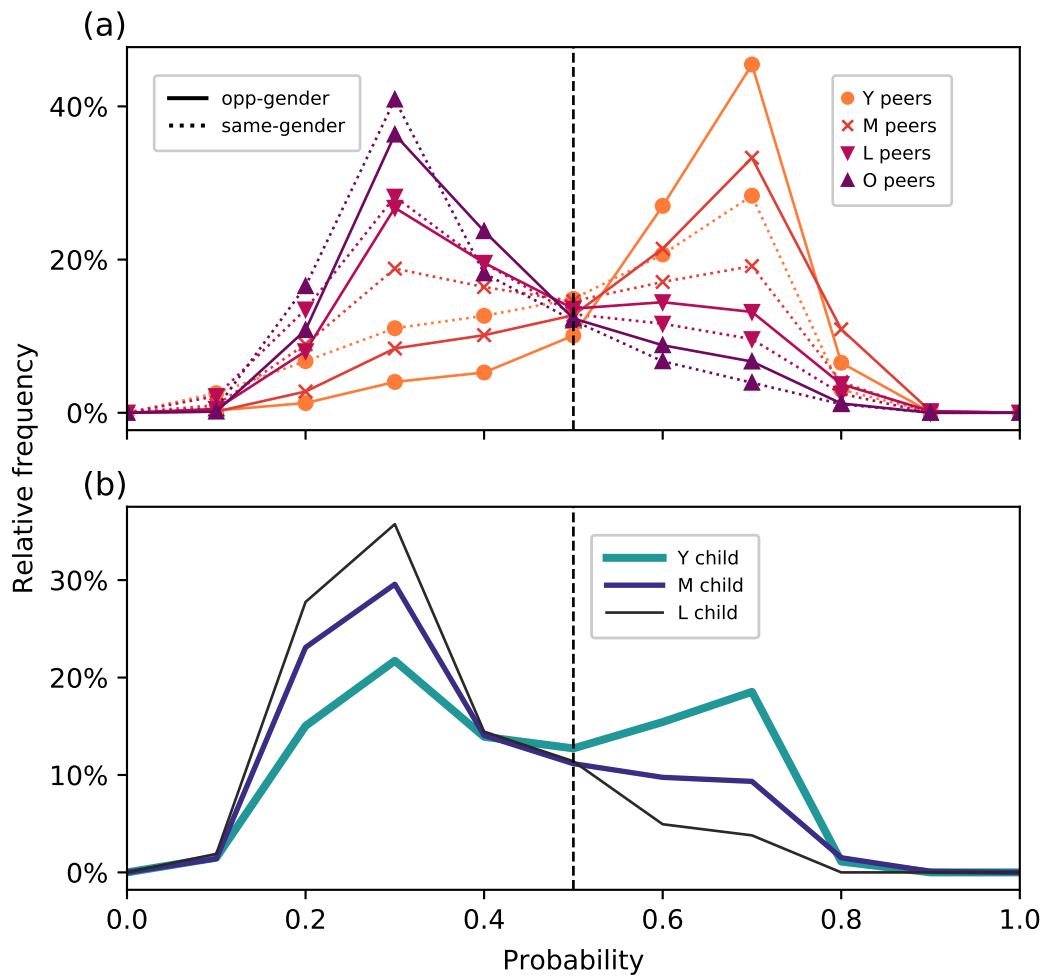 (a)
40%
20%
0%
opp-gender
same-gender
Y peers
M peers
L peers
O peers
Relative frequency
(b)
30%
20%
10%
0%
Y child
M child
L child
0.0 0.2 0.4 0.6 0.8 1.0
Probability